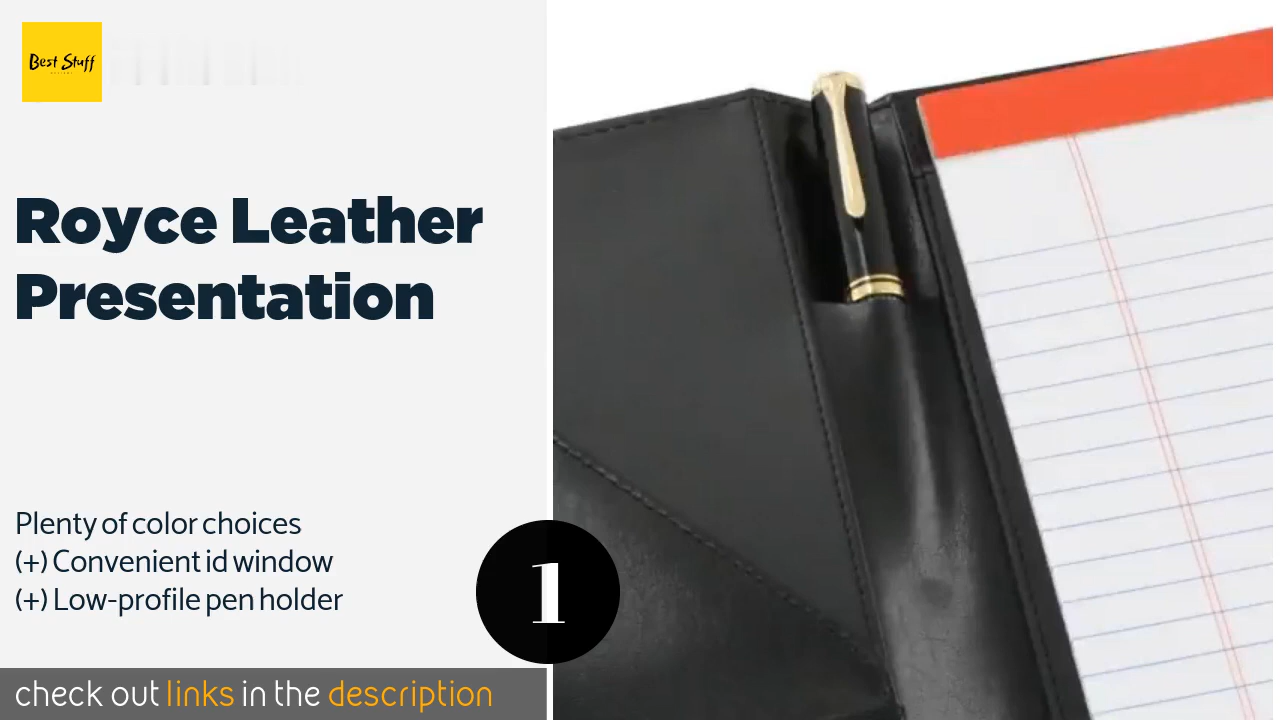 Best Stuff
Royce Leather
Presentation
Plenty of color choices
(+) Convenient id window
(+) Low-profile pen holder
1
check out links in the description